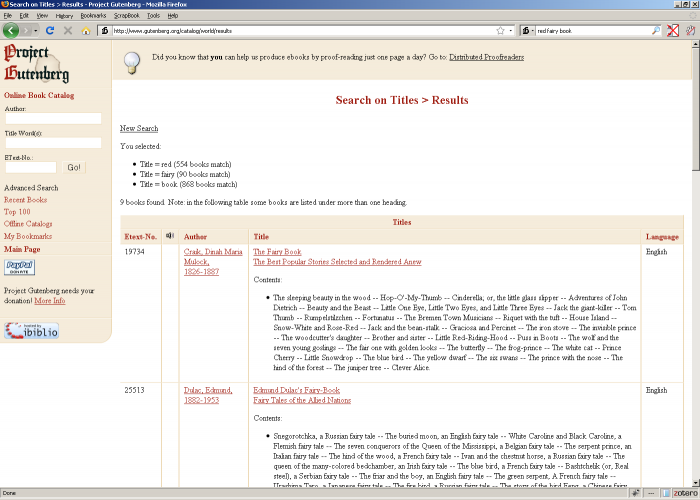 Search on Titles > Results - Project Gutenberg - Mozilla Firefox
File Edit View History Bookmarks ScrapBook Tools Help
http://www.gutenberg.org/catalog/world/results
red fairy book
Project
Gutenberg
Did you know that you can help us produce ebooks by proof-reading just one page a day? Go to: Distributed Proofreaders
Online Book Catalog
Author:
Title Word(s):
EText-No.:
Go!
Advanced Search
Recent Books
Top 100
Offline Catalogs
My Bookmarks
Main Page
PayPal
DONATE
Project Gutenberg needs your
donation! More Info
hosted by
ibiblio
Search on Titles > Results
New Search
You selected:
Title = red (554 books match)
Title = fairy (90 books match)
Title = book (868 books match)
9 books found. Note: in the following table some books are listed under more than one heading.
Titles
Etext-No. Author Title Language
19734 Craik, Dinah Maria The Fairy Book English
Mulock, The Best Popular Stories Selected and Rendered Anew
1826-1887
Contents:
The sleeping beauty in the wood -- Hop-O'-My-Thumb -- Cinderella; or, the little glass slipper -- Adventures of John
Dietrich -- Beauty and the Beast -- Little One Eye, Little Two Eyes, and Little Three Eyes -- Jack the giant-killer -- Tom
Thumb -- Rumpelstiltzchen -- Fortunatus -- The Bremen Town Musicians -- Riquet with the tuft -- House Island --
Snow-White and Rose-Red -- Jack and the bean-stalk -- Graciosa and Percinet -- The iron stove -- The invisible prince
-- The woodcutter's daughter -- Brother and sister -- Little Red-Riding-Hood -- Puss in Boots -- The wolf and the
seven young goslings -- The fair one with golden looks -- The butterfly -- The frog-prince -- The white cat -- Prince
Cherry -- Little Snowdrop -- The blue bird -- The yellow dwarf -- The six swans -- The prince with the nose -- The
hind of the forest -- The juniper tree -- Clever Alice.
25513 Dulac, Edmund, Edmund Dulac's Fairy-Book English
1882-1953 Fairy Tales of the Allied Nations
Contents:
Snegorotchka, a Russian fairy tale -- The buried moon, an English fairy tale -- White Caroline and Black Caroline, a
Flemish fairy tale -- The seven conquerors of the Queen of the Mississippi, a Belgian fairy tale -- The serpent prince, an
Italian fairy tale -- The hind of the wood, a French fairy tale -- Ivan and the chestnut horse, a Russian fairy tale -- The
queen of the many-colored bedchamber, an Irish fairy tale -- The blue bird, a French fairy tale -- Bashtchelik (or, Real
steel), a Serbian fairy tale -- The friar and the boy, an English fairy tale -- The green serpent, A French fairy tale --
Urashima Taro, a Japanese fairy tale -- The fire bird, a Russian fairy tale -- The story of the bird Feng, a Chinese fairy
Done